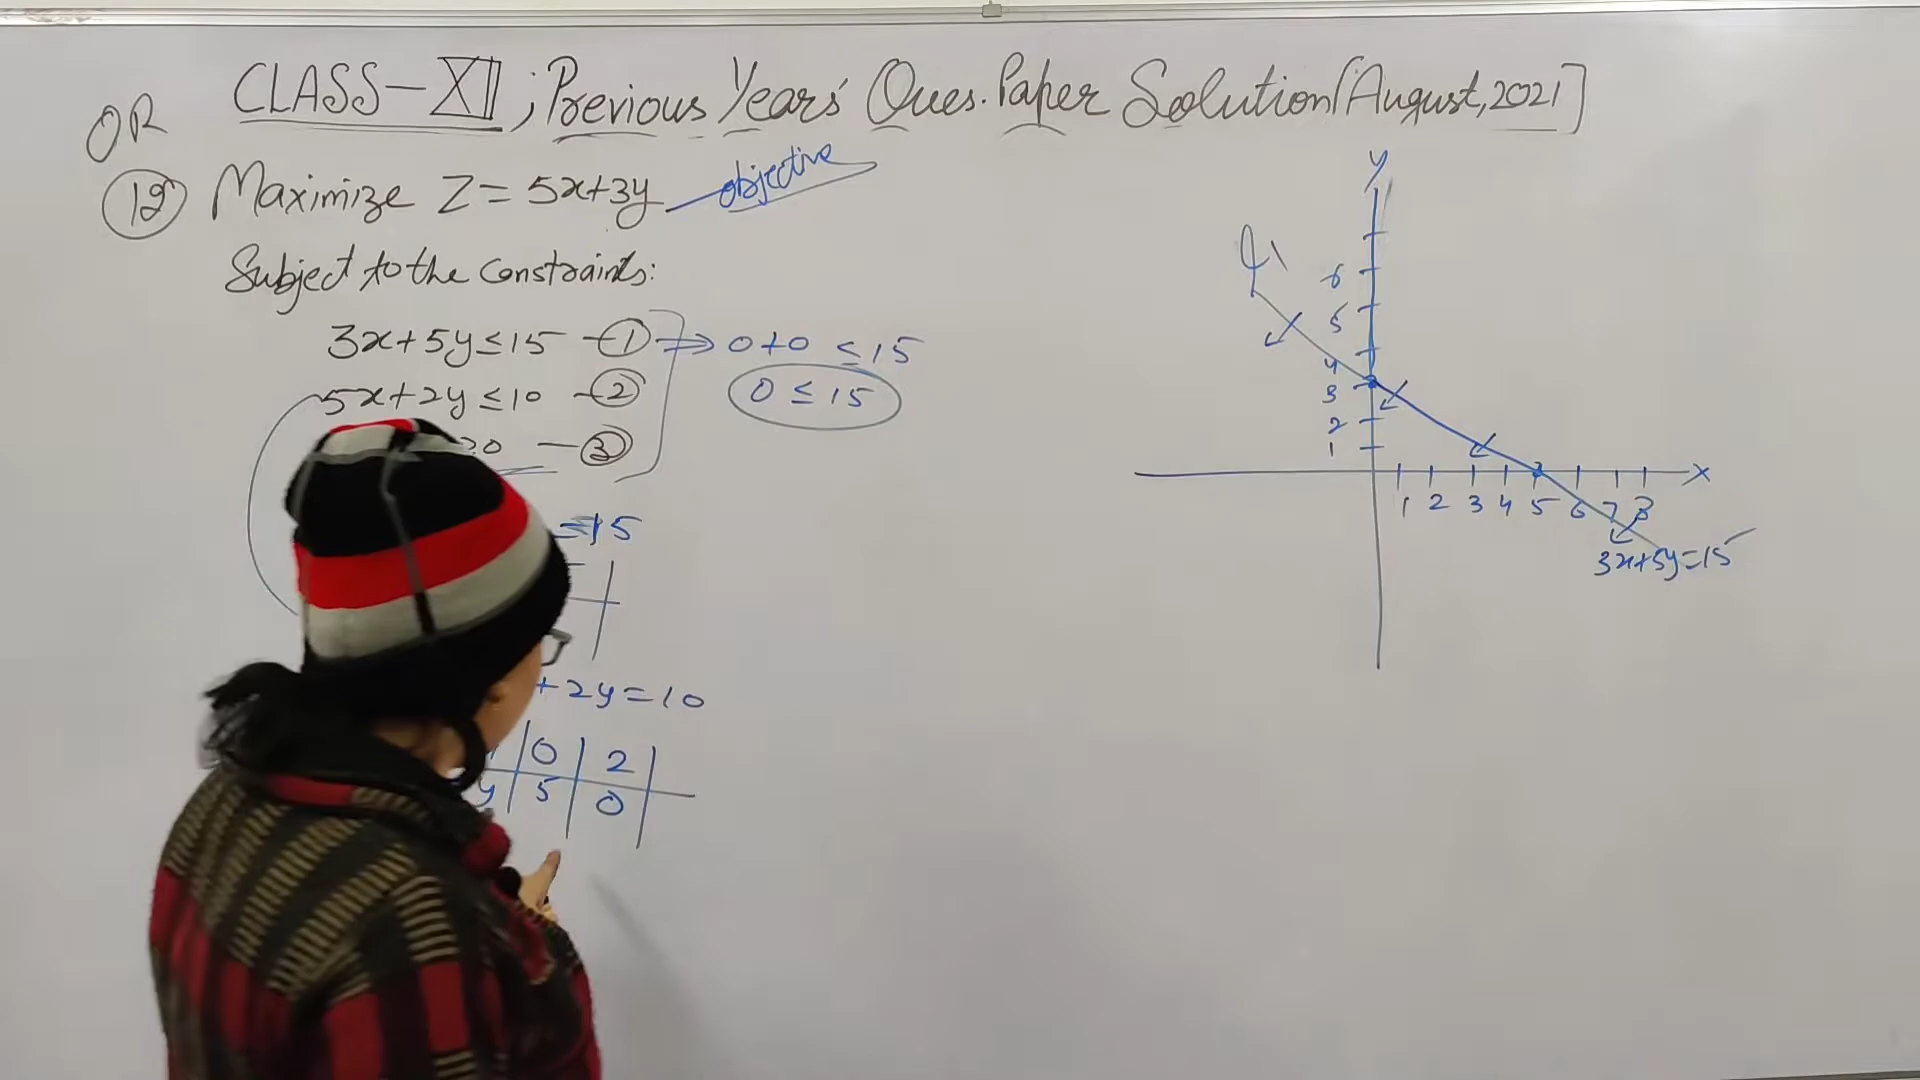 CLASS-XII; Previous Years' Ques. Paper Solution [August, 2021]
OR
12 Maximize Z = 5x+3y objective
Subject to the Constraints:
3x+5y≤15 - 1 ⇒ 0+0 ≤15
5x+2y≤10 - 2 0 ≤ 15
≥0 - 3
=15
+2y=10
0 2
y 5 0
y
6
5
4
3
2
1
x
1 2 3 4 5 6 7 8
3x+5y=15